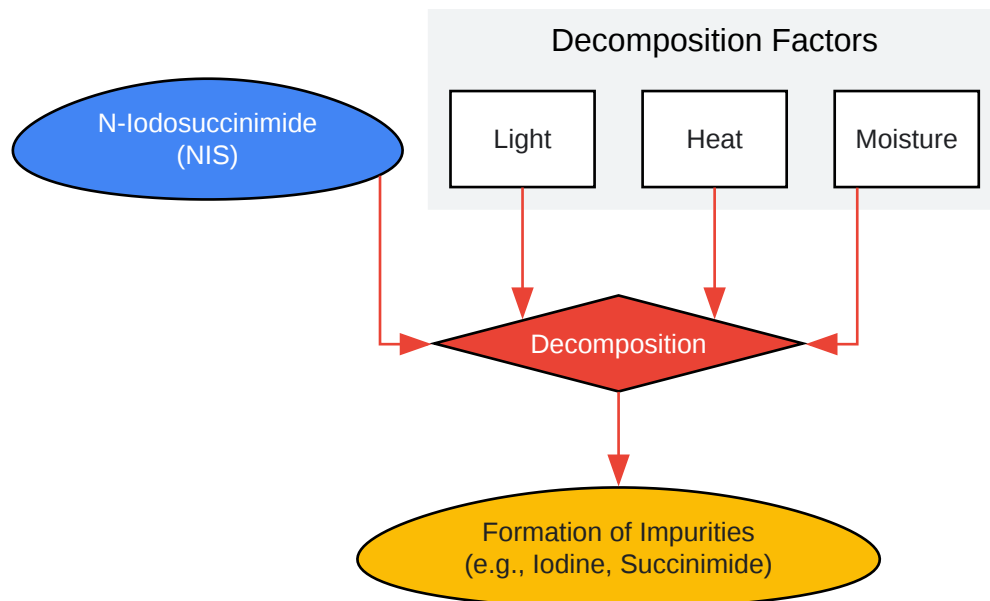 Decomposition Factors
N-Iodosuccinimide
(NIS)
Light
Heat
Moisture
Decomposition
Formation of Impurities
(e.g., Iodine, Succinimide)